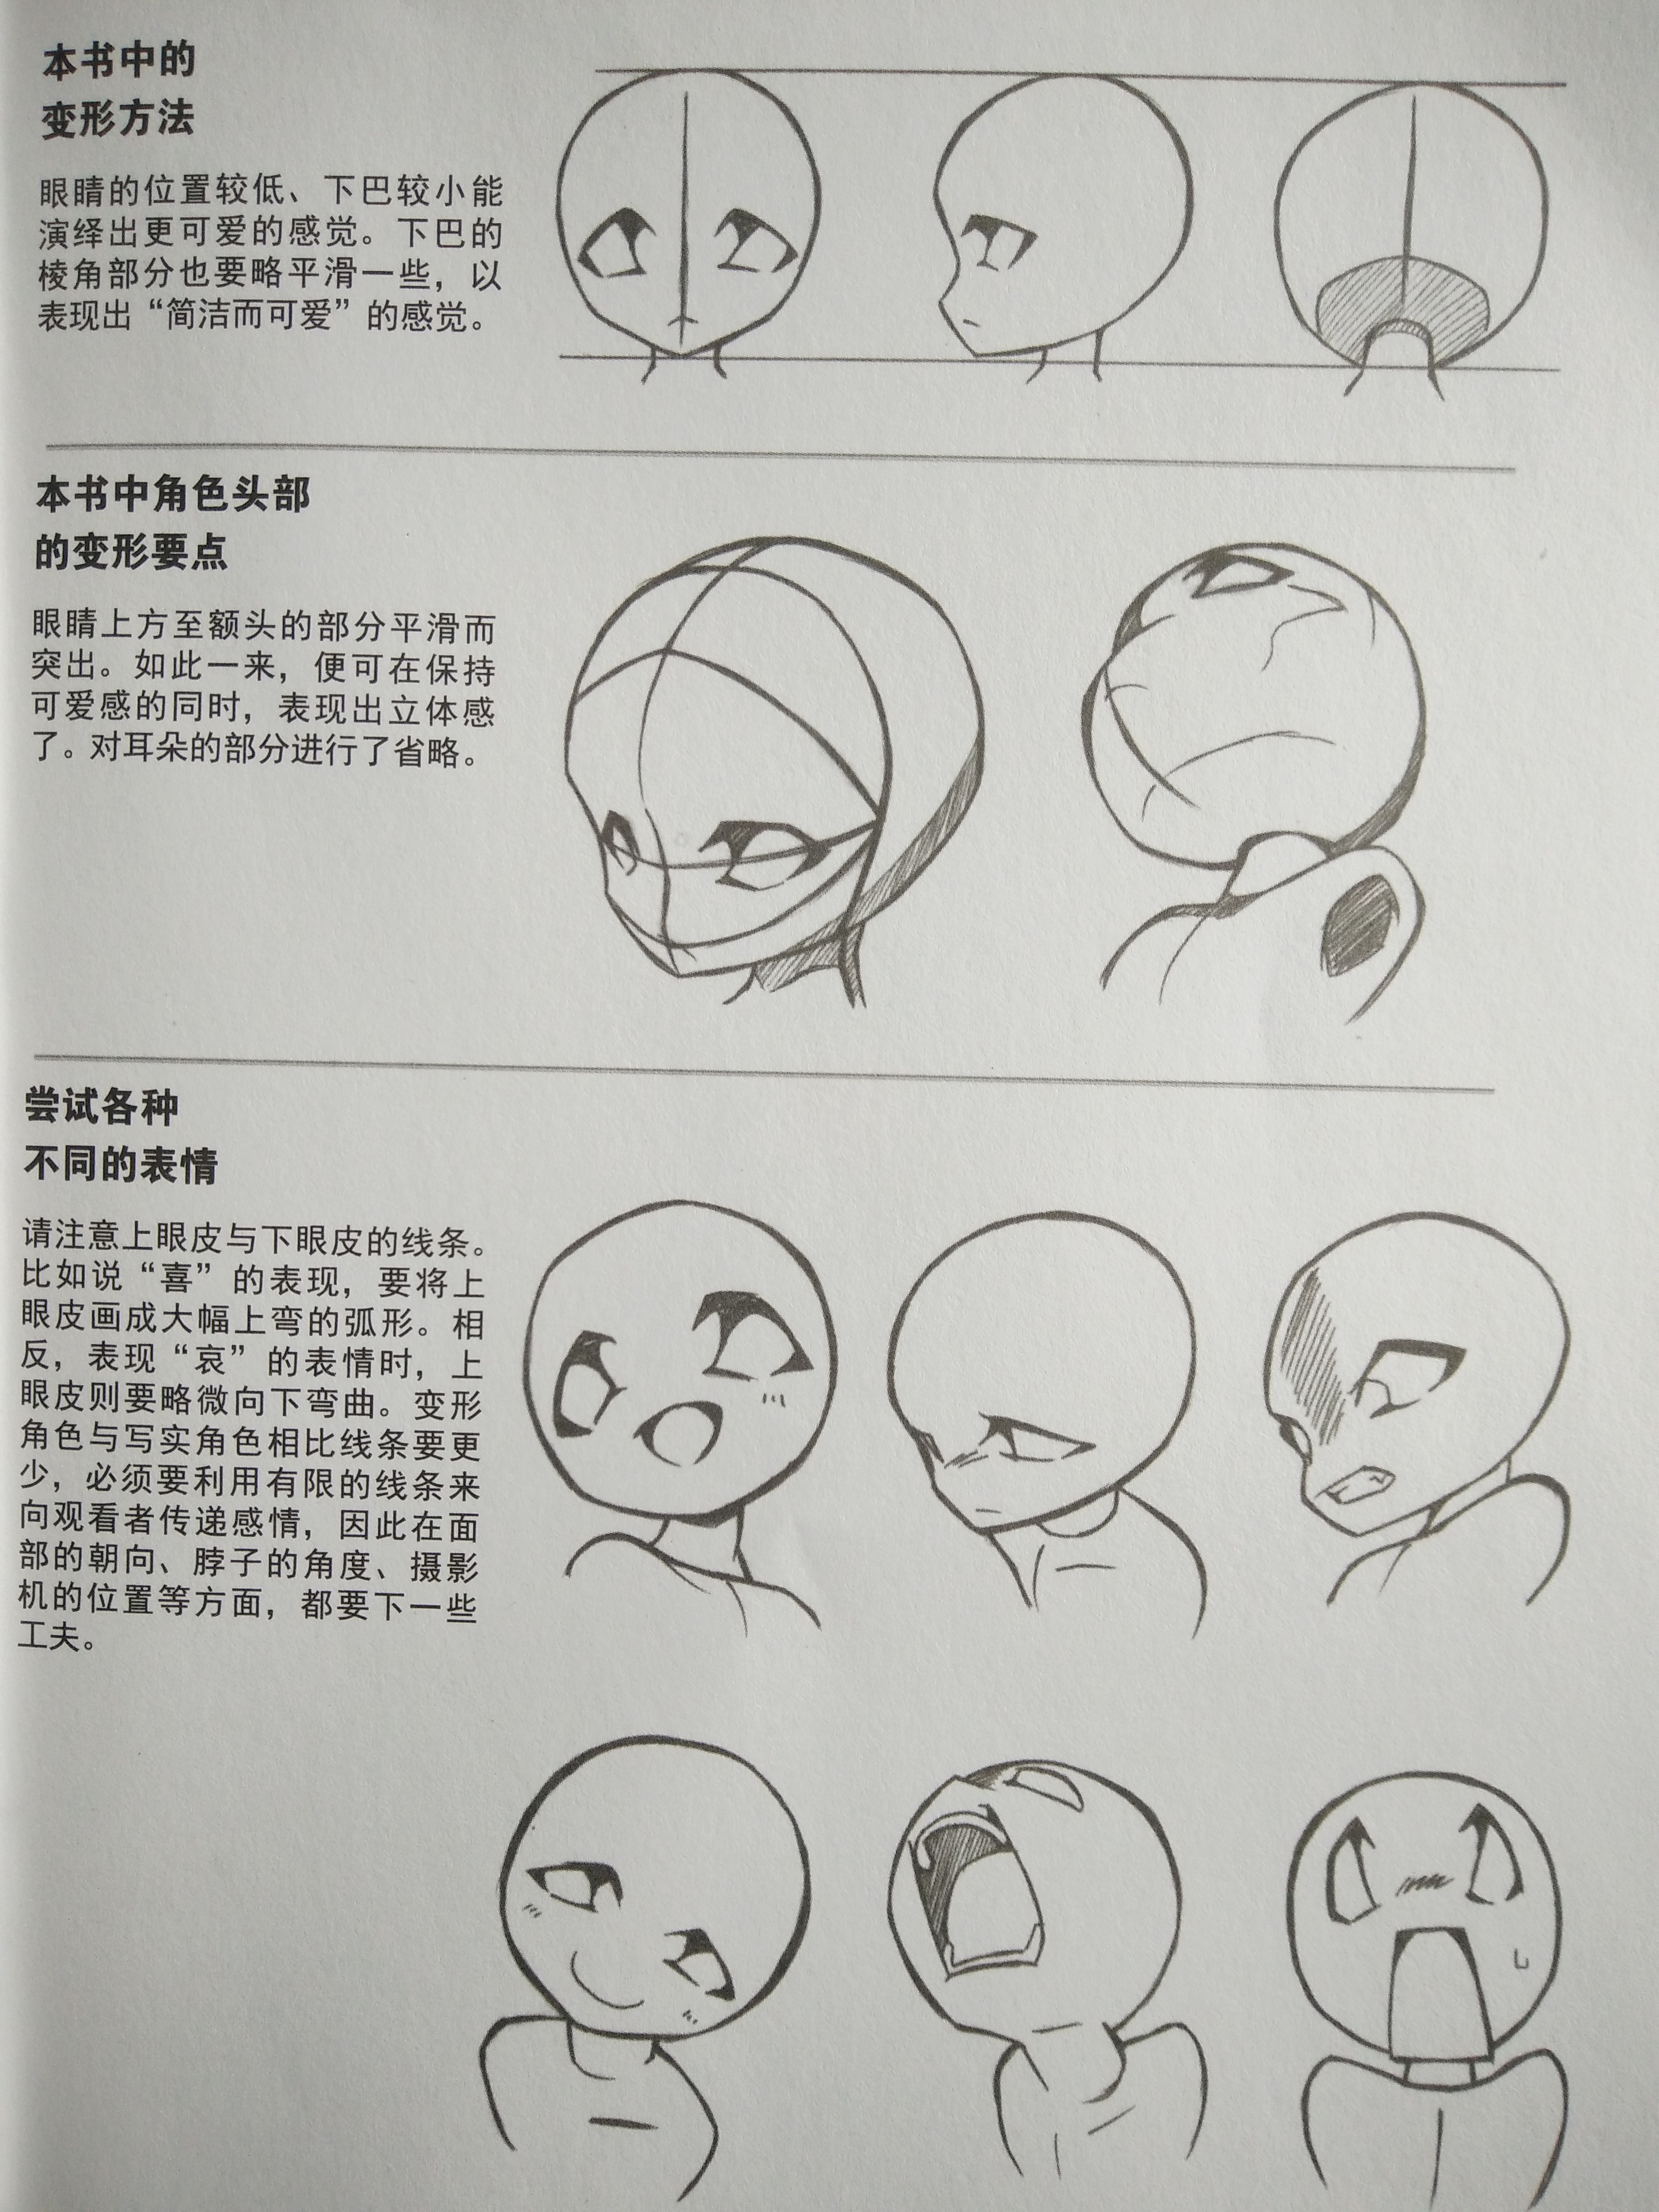 本书中的
变形方法
眼睛的位置较低、下巴较小能
演绎出更可爱的感觉。下巴的
棱角部分也要略平滑一些，以
表现出“简洁而可爱”的感觉。
本书中角色头部
的变形要点
眼睛上方至额头的部分平滑而
突出。如此一来，便可在保持
可爱感的同时，表现出立体感
了。对耳朵的部分进行了省略。
尝试各种
不同的表情
请注意上眼皮与下眼皮的线条。
比如说“喜”的表现，要将上
眼皮画成大幅上弯的弧形。相
反，表现“哀”的表情时，上
眼皮则要略微向下弯曲。变形
角色与写实角色相比线条要更
少，必须要利用有限的线条来
向观看者传递感情，因此在面
部的朝向、脖子的角度、摄影
机的位置等方面，都要下一些
工夫。